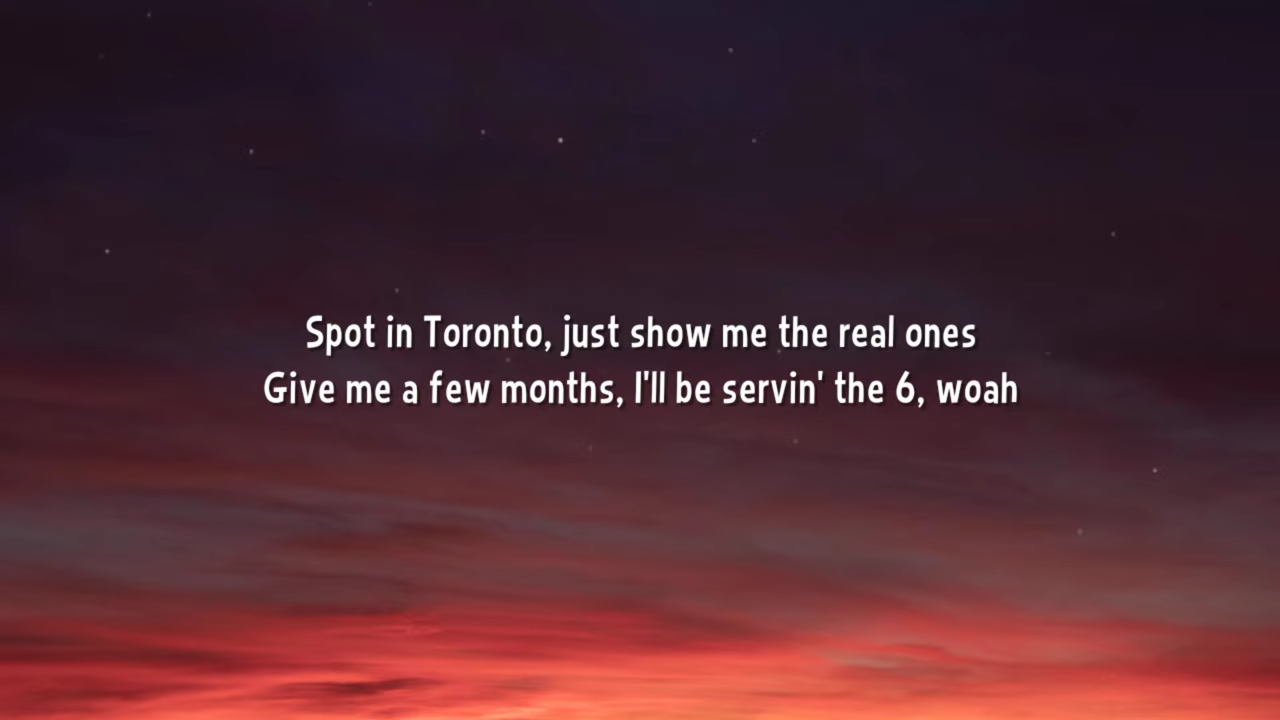 Spot in Toronto, just show me the real ones
Give me a few months, I'll be servin' the 6, woah